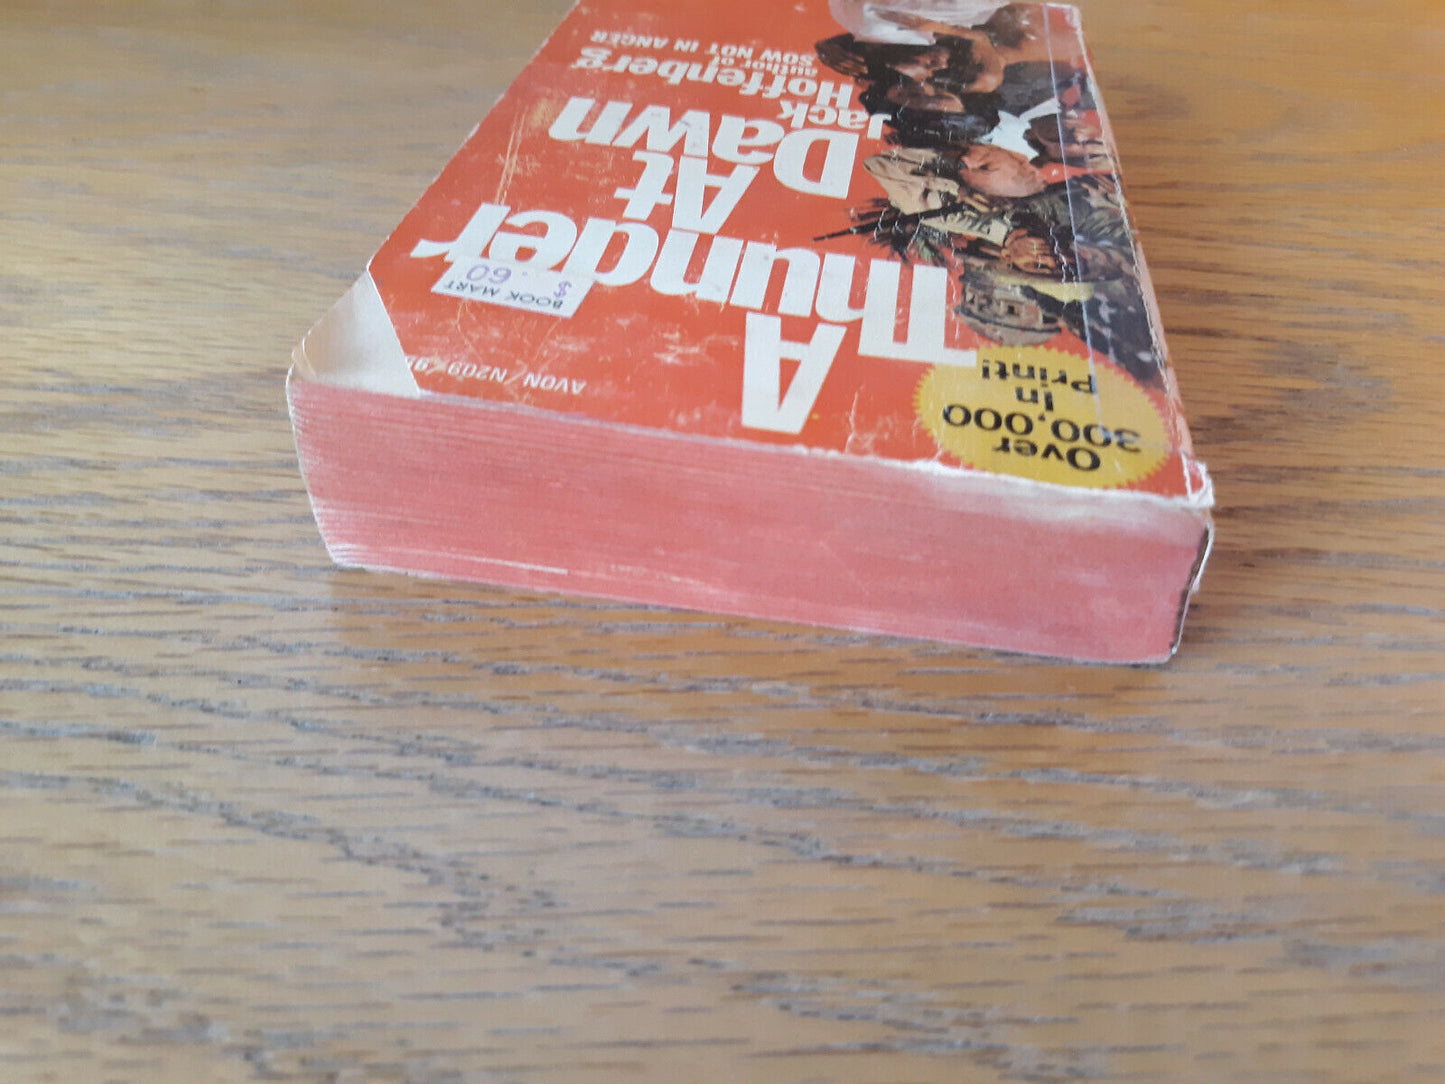 Over
300,000
In
Print!
AVON/N209/
BOOK MART
$ .60
A
Thunder
At
Dawn
Jack
Hoffenberg
author of
SOW NOT IN ANGER